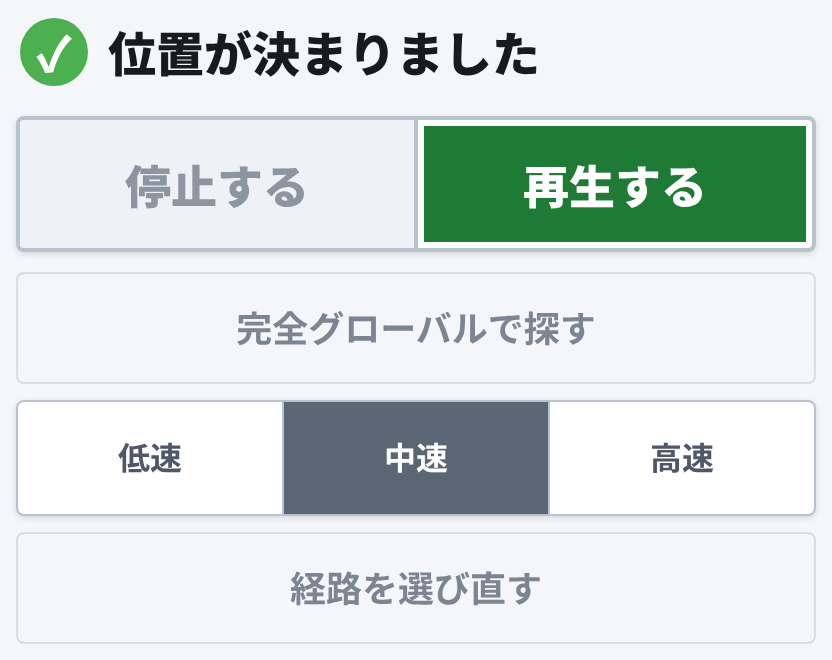 位置が決まりました
停止する
再生する
完全グローバルで探す
低速
中速
高速
経路を選び直す